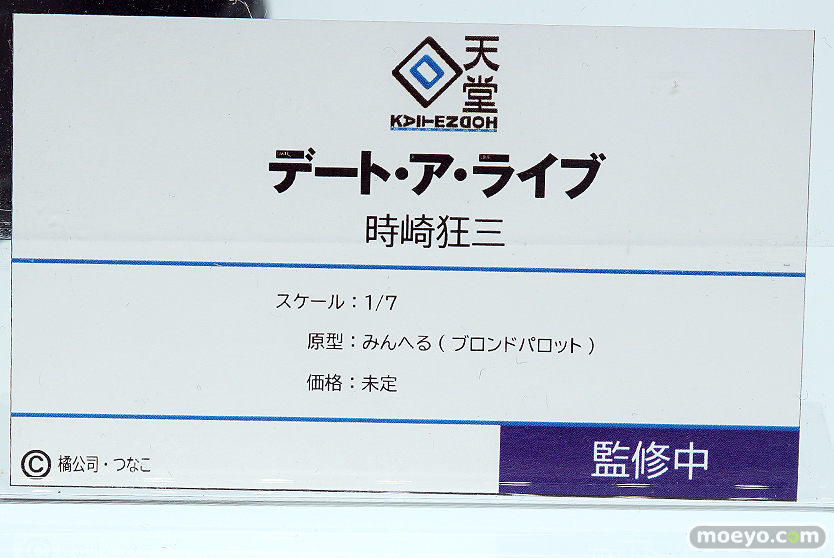 天堂
KAITENDOH
デート・ア・ライブ
時崎狂三
スケール：1/7
原型：みんへる ( ブロンドパロット )
価格：未定
© 橘公司・つなこ
監修中
moeyo.com